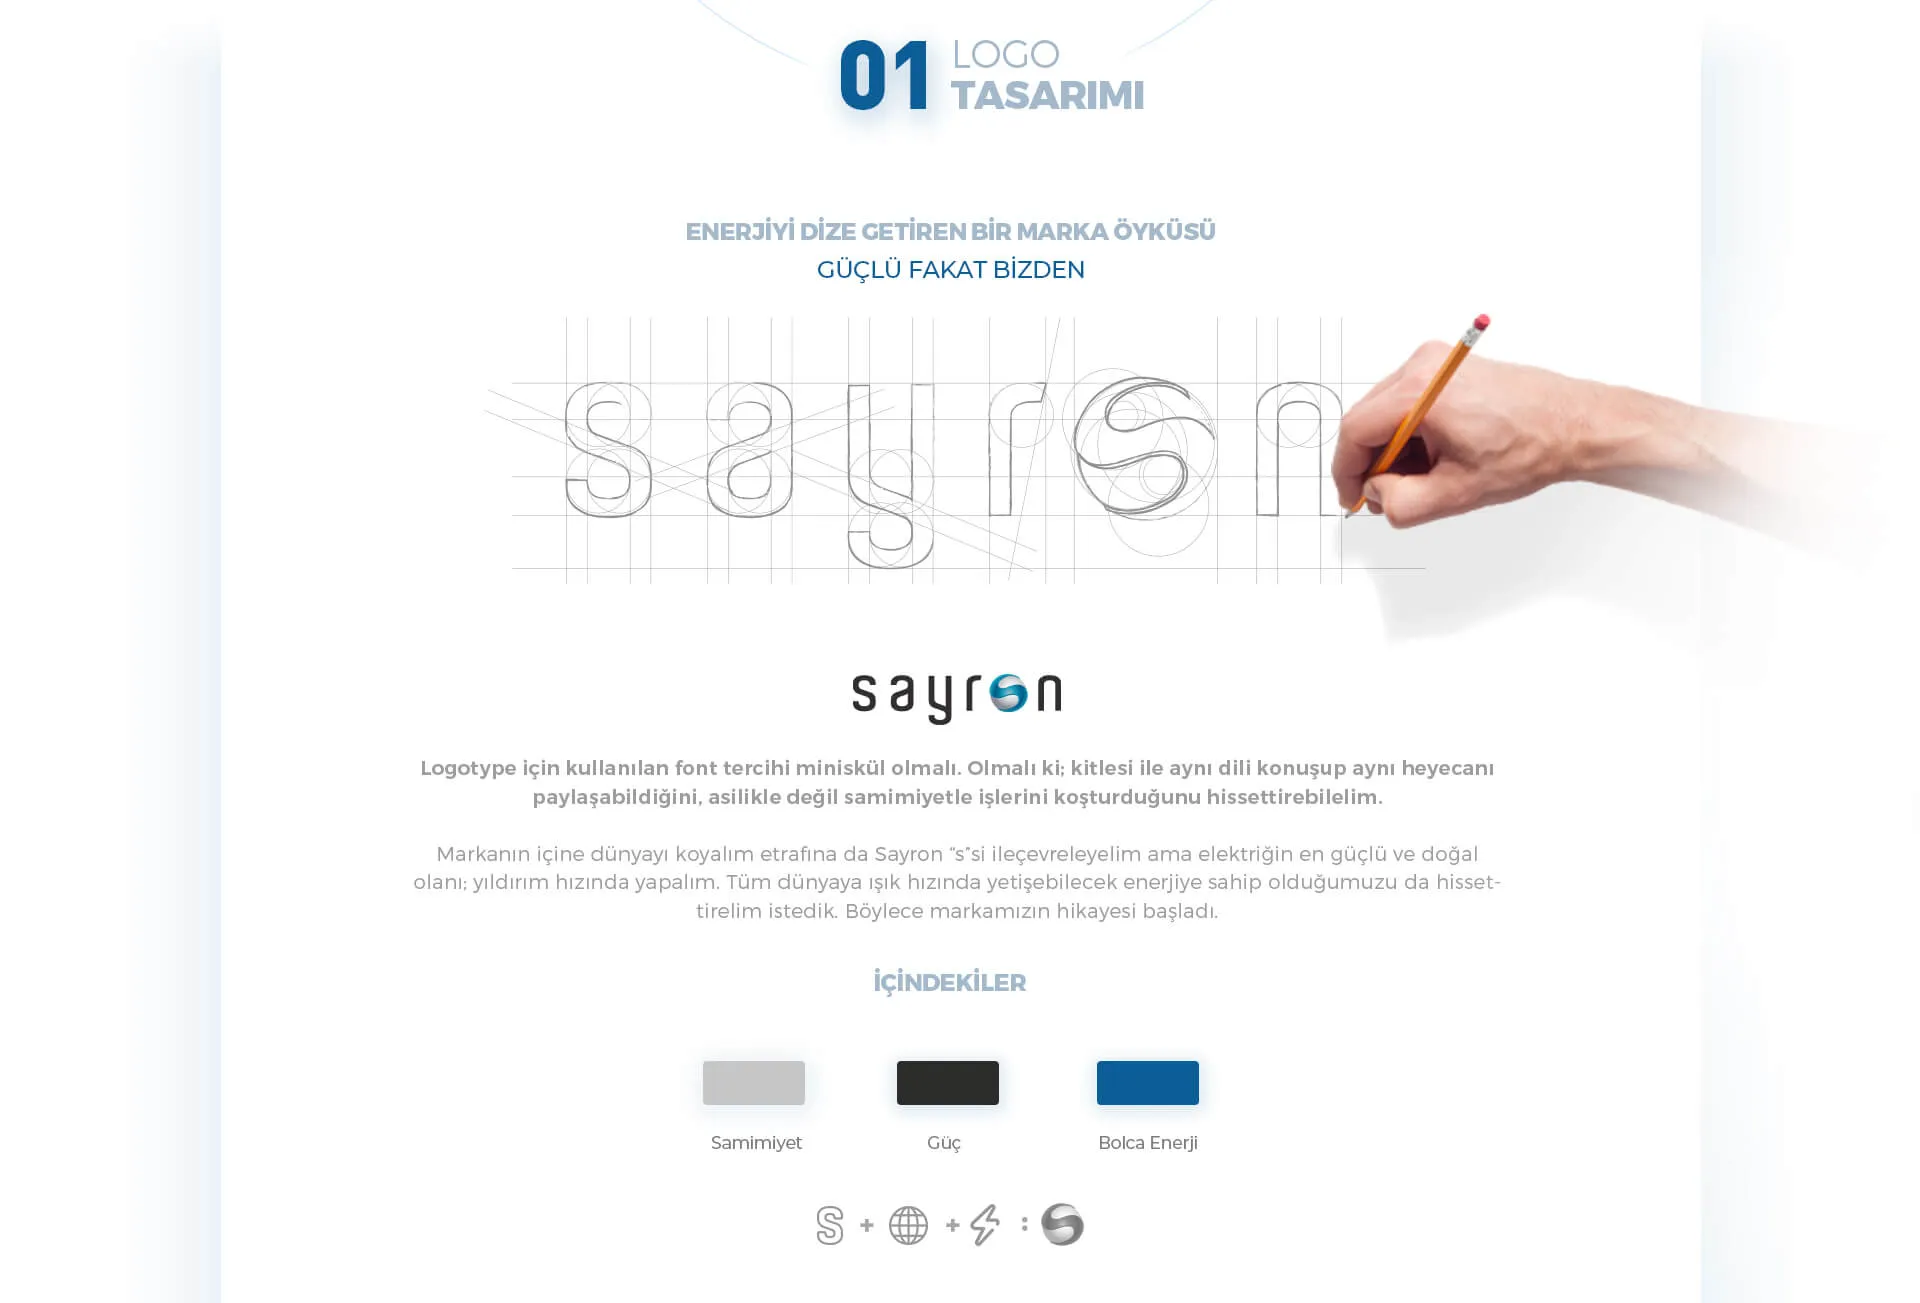 01 LOGO
TASARIMI
ENERJİYİ DİZE GETİREN BİR MARKA ÖYKÜSÜ
GÜÇLÜ FAKAT BİZDEN
sayron
sayron
Logotype için kullanılan font tercihi miniskül olmalı. Olmalı ki; kitlesi ile aynı dili konuşup aynı heyecanı
paylaşabildiğini, asilikle değil samimiyetle işlerini koşturduğunu hissettirebilelim.
Markanın içine dünyayı koyalım etrafına da Sayron “s”si ileçevreleyelim ama elektriğin en güçlü ve doğal
olanı; yıldırım hızında yapalım. Tüm dünyaya ışık hızında yetişebilecek enerjiye sahip olduğumuzu da hisset-
tirelim istedik. Böylece markamızın hikayesi başladı.
İÇİNDEKİLER
Samimiyet Güç Bolca Enerji
S + + :